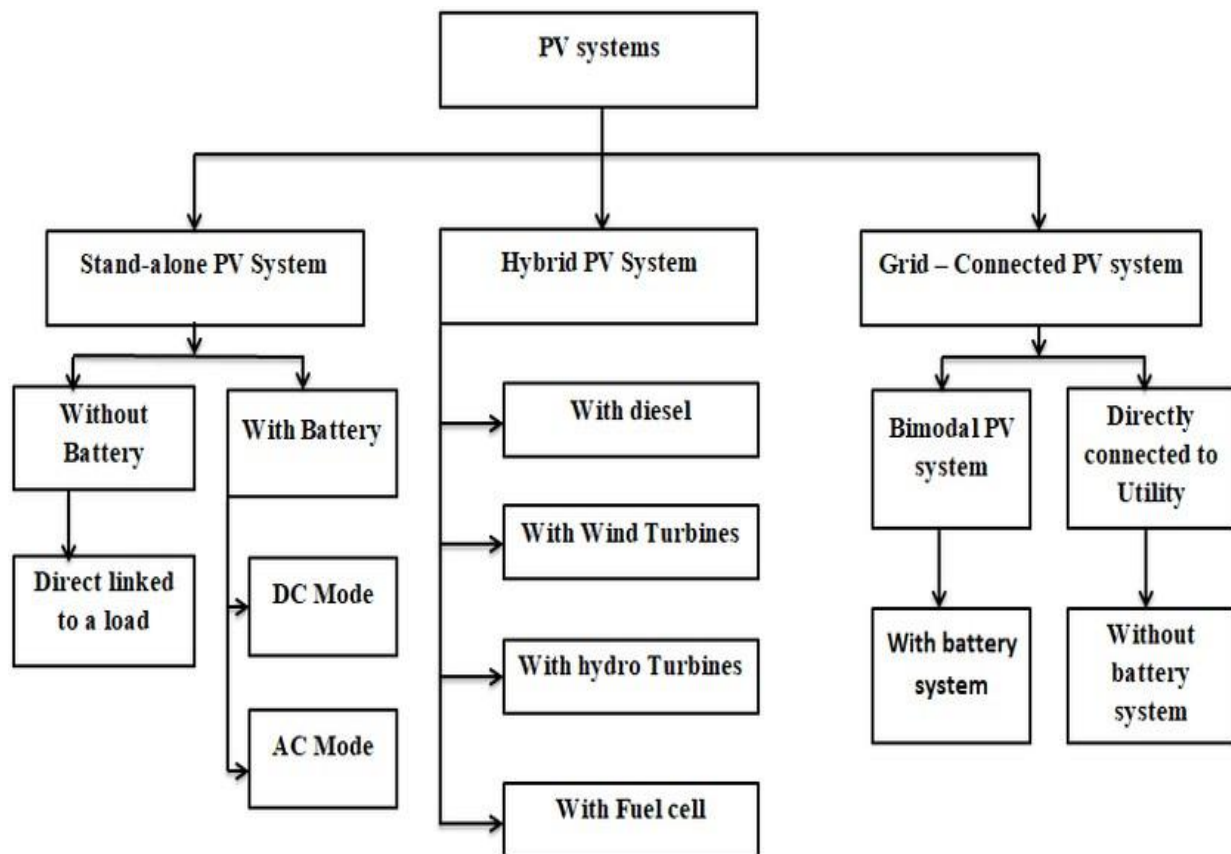 PV systems
Stand-alone PV System
Hybrid PV System
Grid – Connected PV system
Without
Battery
With Battery
Direct linked
to a load
DC Mode
AC Mode
With diesel
With Wind Turbines
With hydro Turbines
With Fuel cell
Bimodal PV
system
Directly
connected to
Utility
With battery
system
Without
battery
system